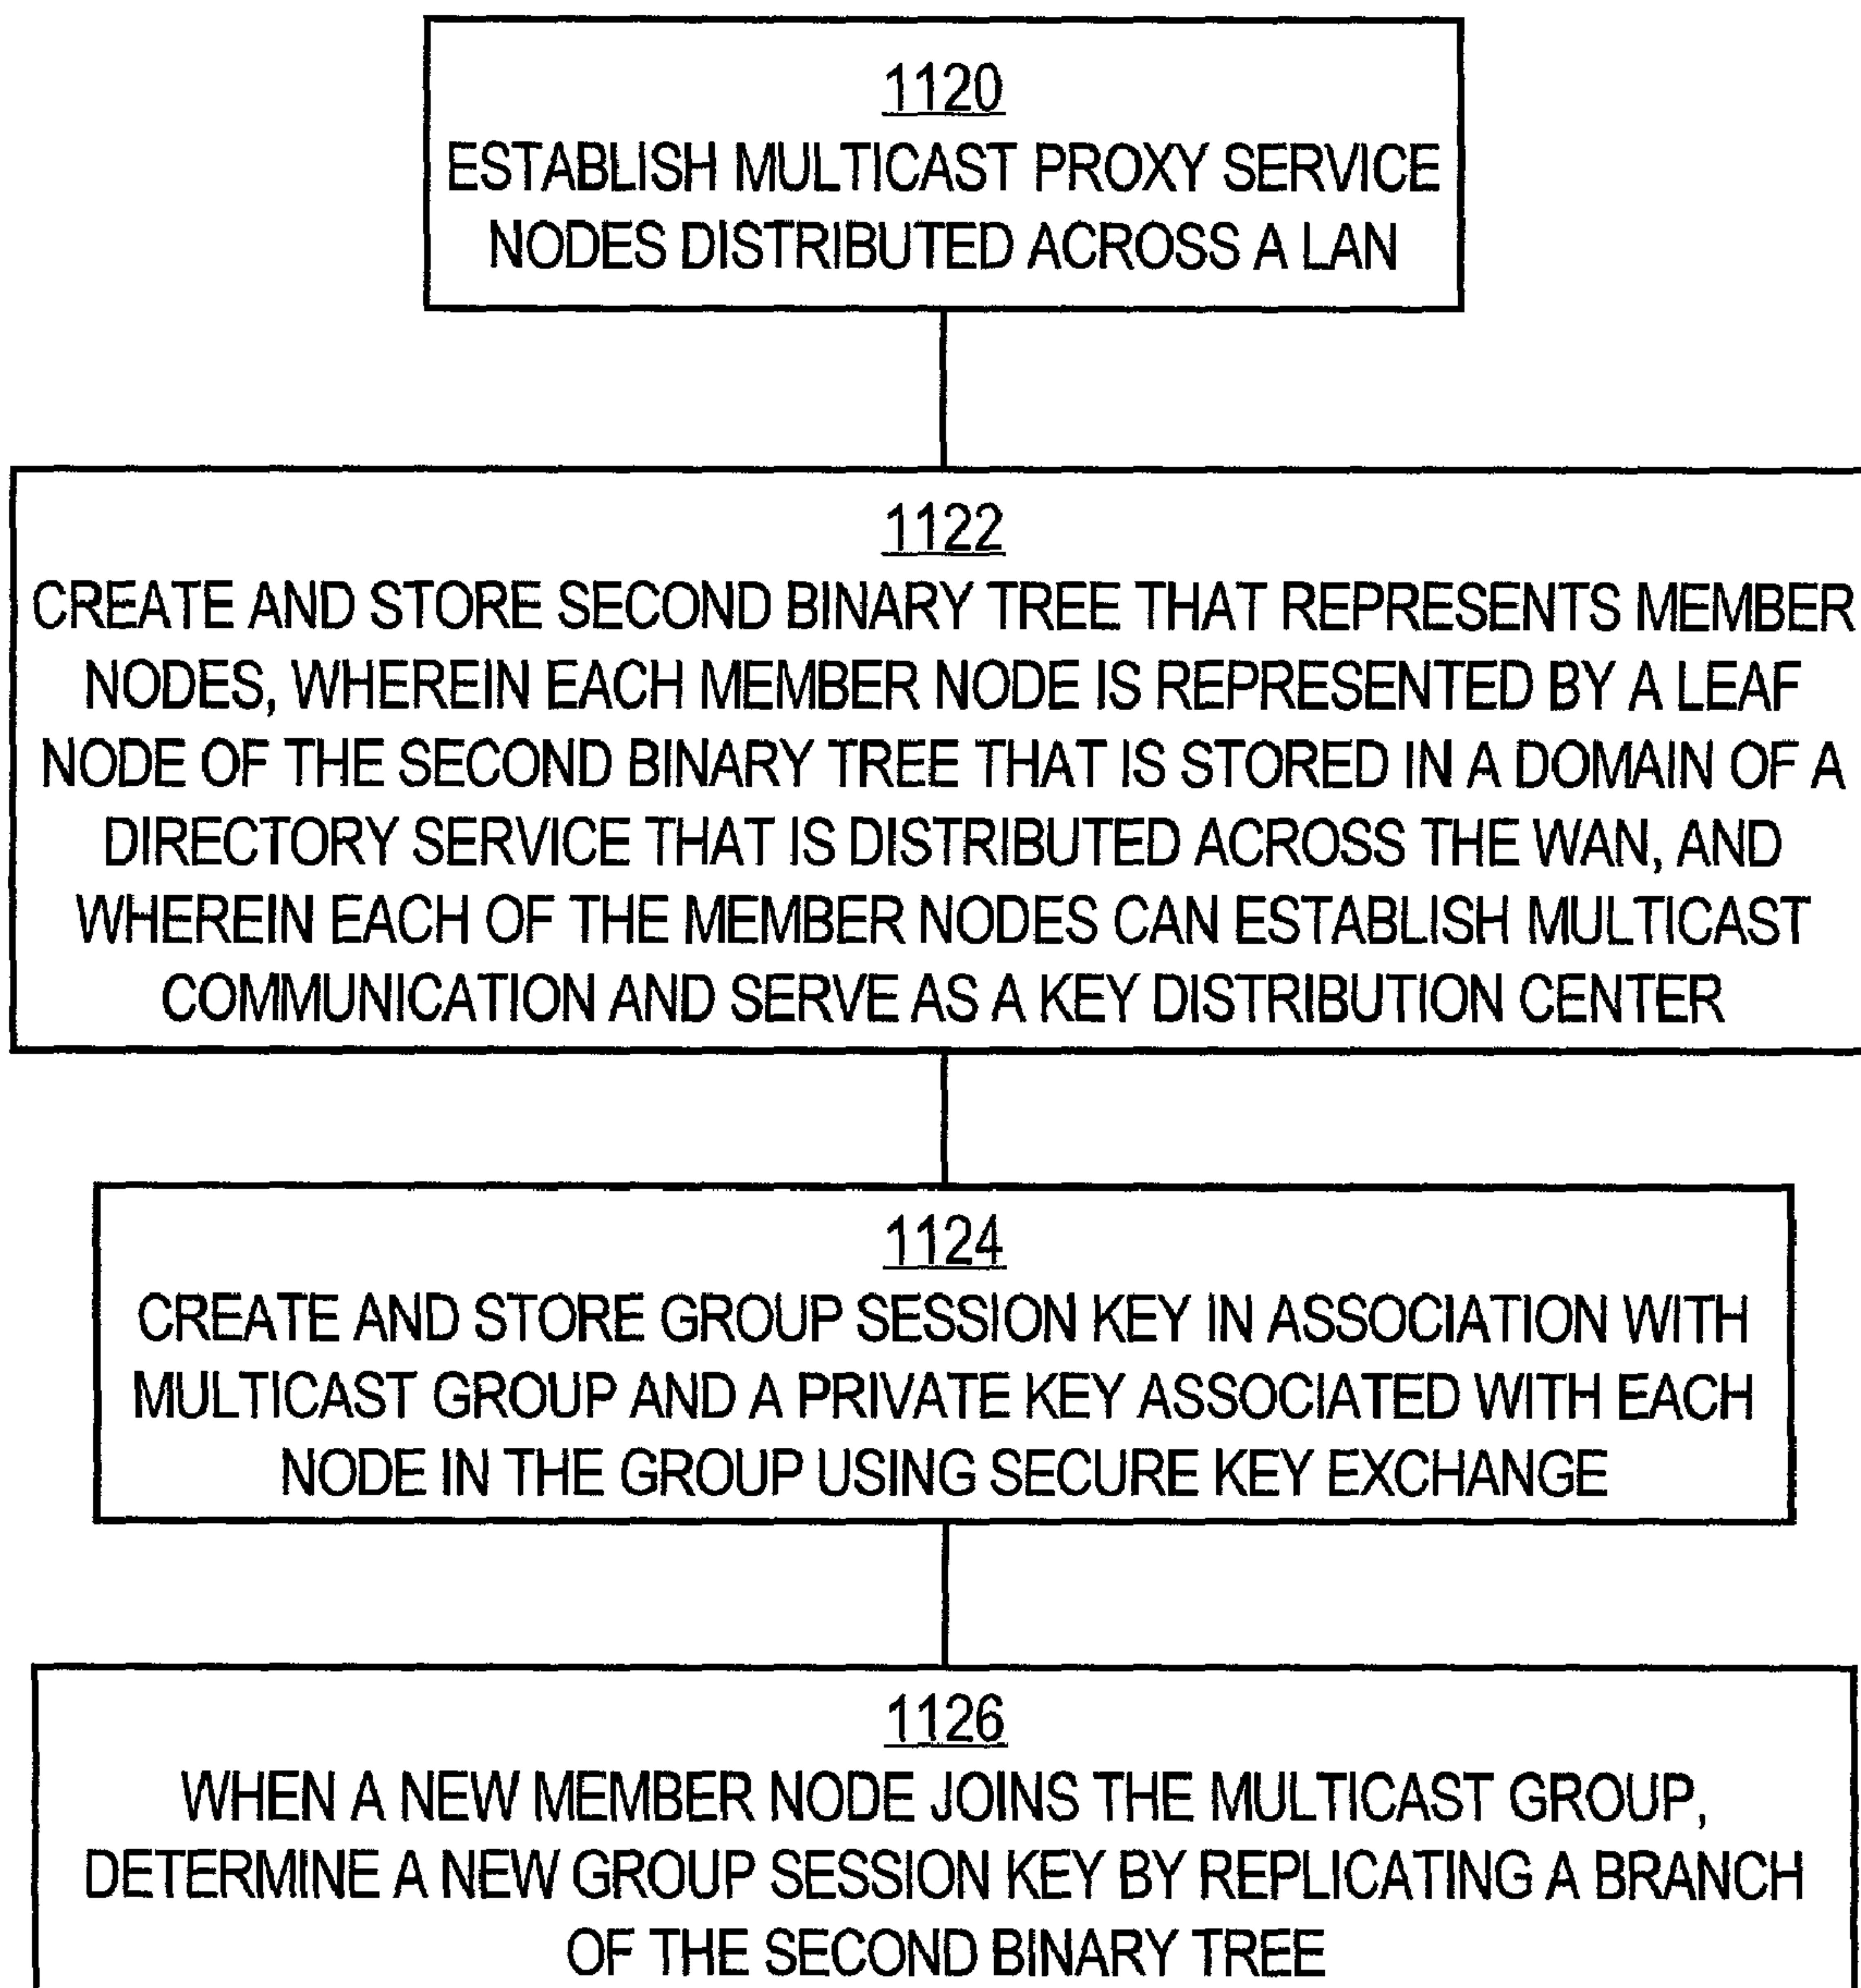 1120
ESTABLISH MULTICAST PROXY SERVICE
NODES DISTRIBUTED ACROSS A LAN
1122
CREATE AND STORE SECOND BINARY TREE THAT REPRESENTS MEMBER
NODES, WHEREIN EACH MEMBER NODE IS REPRESENTED BY A LEAF
NODE OF THE SECOND BINARY TREE THAT IS STORED IN A DOMAIN OF A
DIRECTORY SERVICE THAT IS DISTRIBUTED ACROSS THE WAN, AND
WHEREIN EACH OF THE MEMBER NODES CAN ESTABLISH MULTICAST
COMMUNICATION AND SERVE AS A KEY DISTRIBUTION CENTER
1124
CREATE AND STORE GROUP SESSION KEY IN ASSOCIATION WITH
MULTICAST GROUP AND A PRIVATE KEY ASSOCIATED WITH EACH
NODE IN THE GROUP USING SECURE KEY EXCHANGE
1126
WHEN A NEW MEMBER NODE JOINS THE MULTICAST GROUP,
DETERMINE A NEW GROUP SESSION KEY BY REPLICATING A BRANCH
OF THE SECOND BINARY TREE